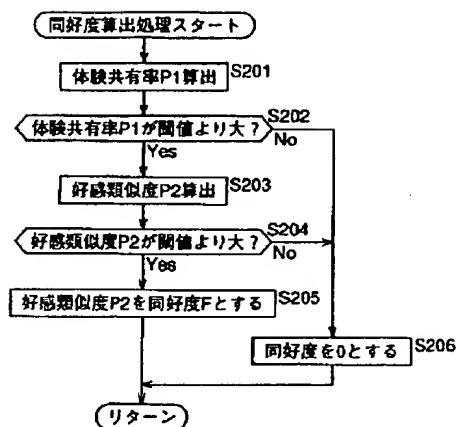 同好度算出処理スタート
体験共有率P1算出 S201
体験共有率P1が閾値より大? S202
Yes No
好感類似度P2算出 S203
好感類似度P2が閾値より大? S204
Yes No
好感類似度P2を同好度Fとする S205
同好度を0とする S206
リターン